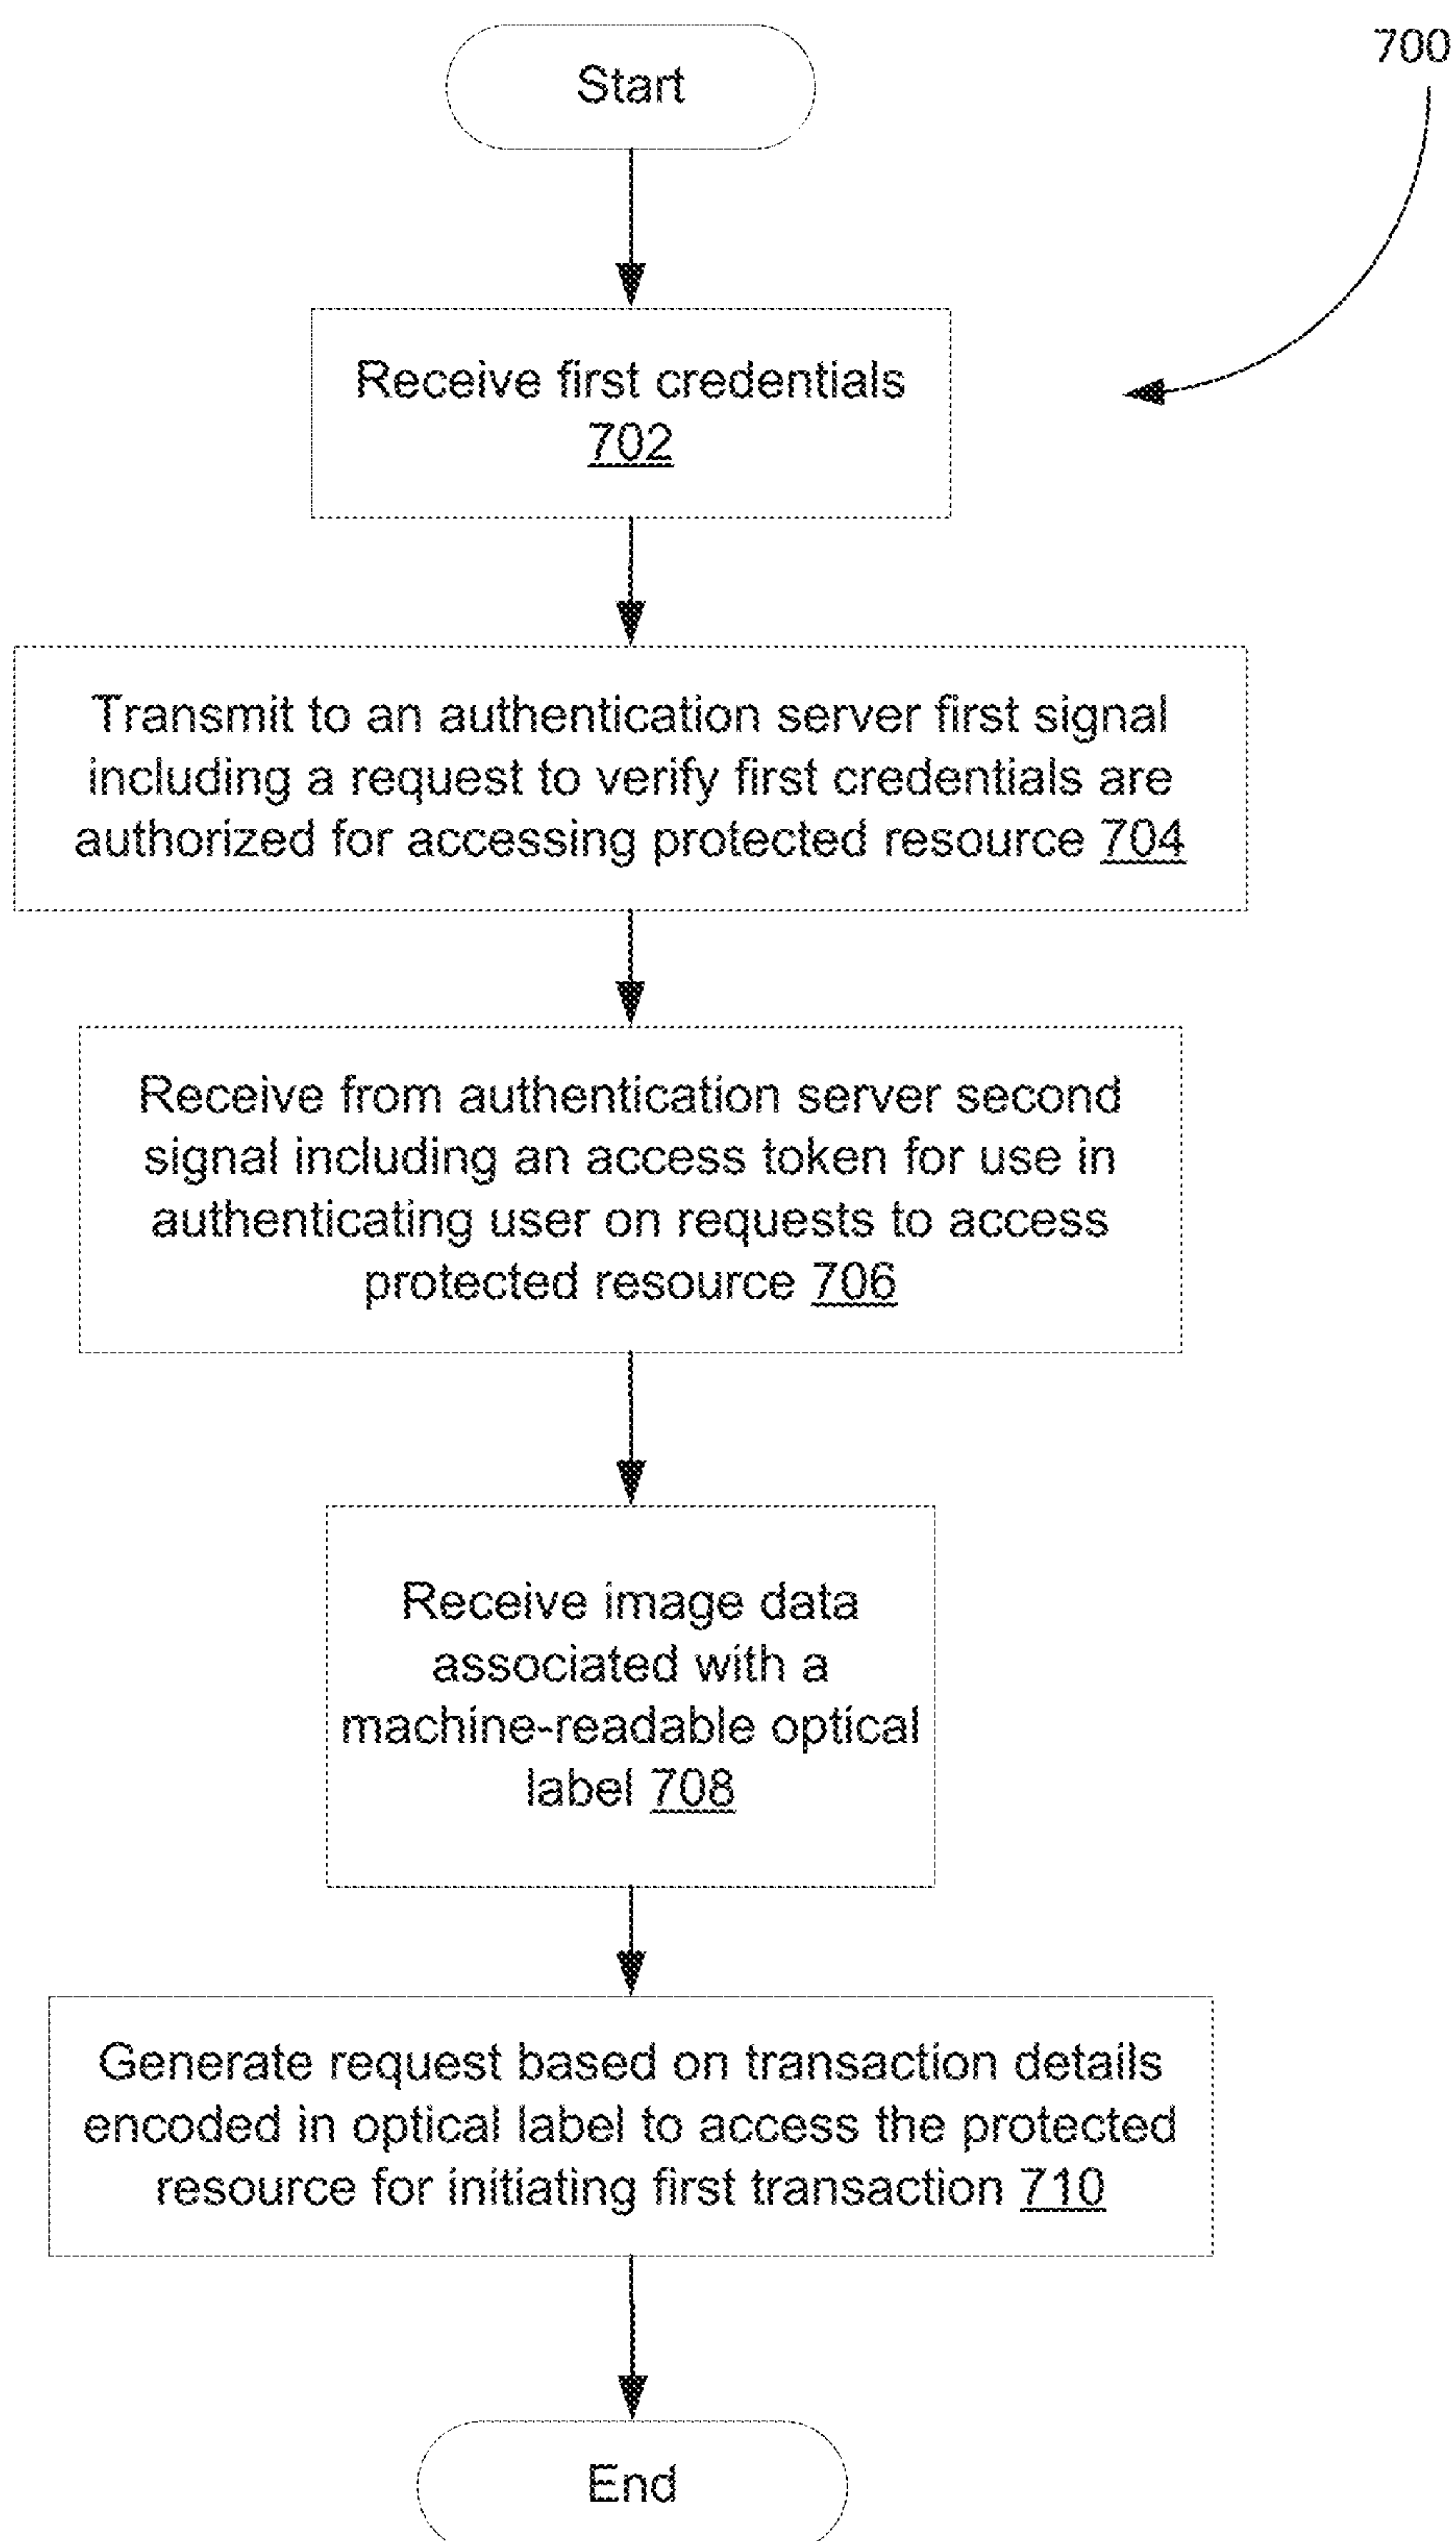 700
Start
Receive first credentials
702
Transmit to an authentication server first signal
including a request to verify first credentials are
authorized for accessing protected resource 704
Receive from authentication server second
signal including an access token for use in
authenticating user on requests to access
protected resource 706
Receive image data
associated with a
machine-readable optical
label 708
Generate request based on transaction details
encoded in optical label to access the protected
resource for initiating first transaction 710
End